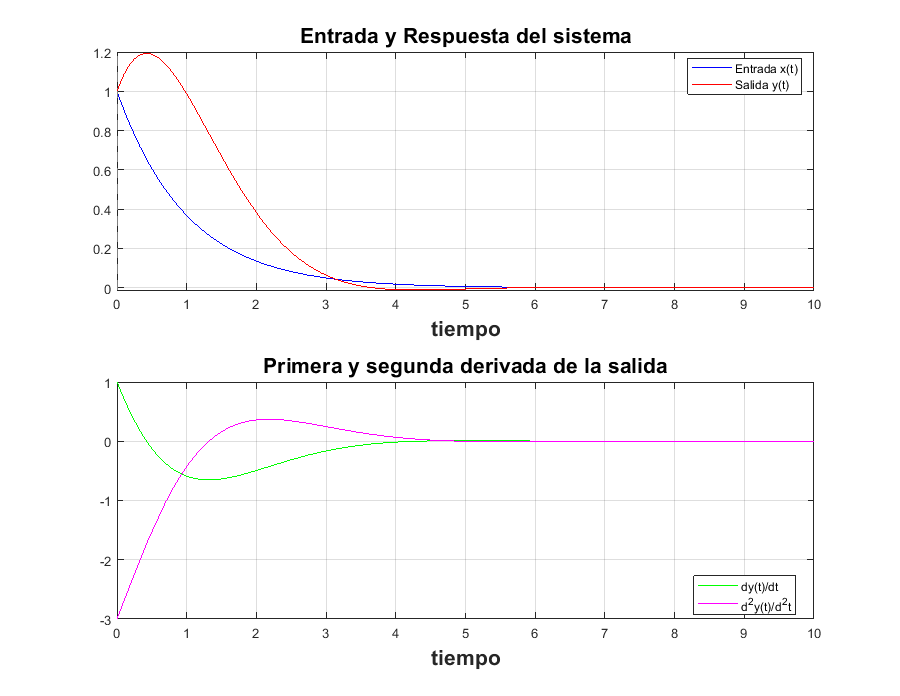 Entrada y Respuesta del sistema
1.2
1
0.8
0.6
0.4
0.2
0
Entrada x(t)
Salida y(t)
0 1 2 3 4 5 6 7 8 9 10
tiempo
Primera y segunda derivada de la salida
1
0
-1
-2
-3
dy(t)/dt
d²y(t)/d²t
0 1 2 3 4 5 6 7 8 9 10
tiempo